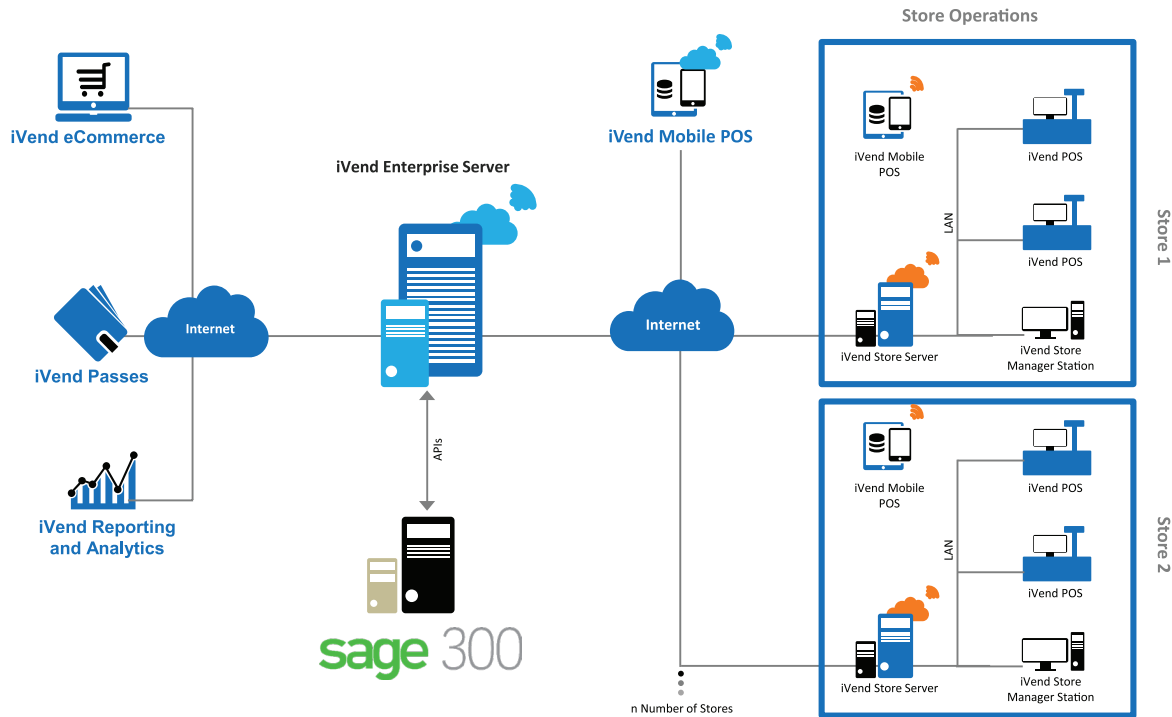 Store Operations
iVend eCommerce
iVend Mobile POS
iVend Enterprise Server
Internet
iVend Passes
iVend Reporting
and Analytics
APIs
sage 300
Internet
n Number of Stores
iVend Mobile
POS
iVend POS
LAN
iVend POS
iVend Store Server
iVend Store
Manager Station
Store 1
iVend Mobile
POS
iVend POS
LAN
iVend POS
iVend Store Server
iVend Store
Manager Station
Store 2